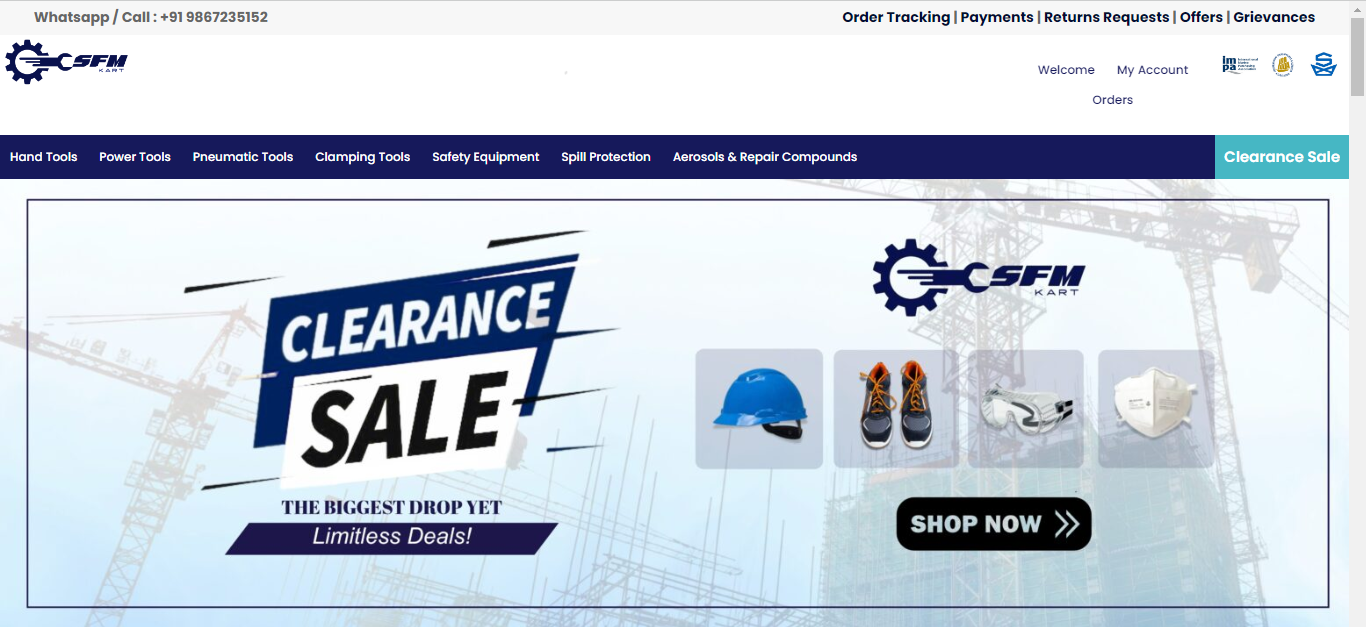 Whatsapp / Call : +91 9867235152
Order Tracking | Payments | Returns Requests | Offers | Grievances
SFM
KART
Welcome My Account
Orders
im
pa
Hand Tools Power Tools Pneumatic Tools Clamping Tools Safety Equipment Spill Protection Aerosols & Repair Compounds Clearance Sale
CLEARANCE
SALE
THE BIGGEST DROP YET
Limitless Deals!
SFM
KART
SHOP NOW